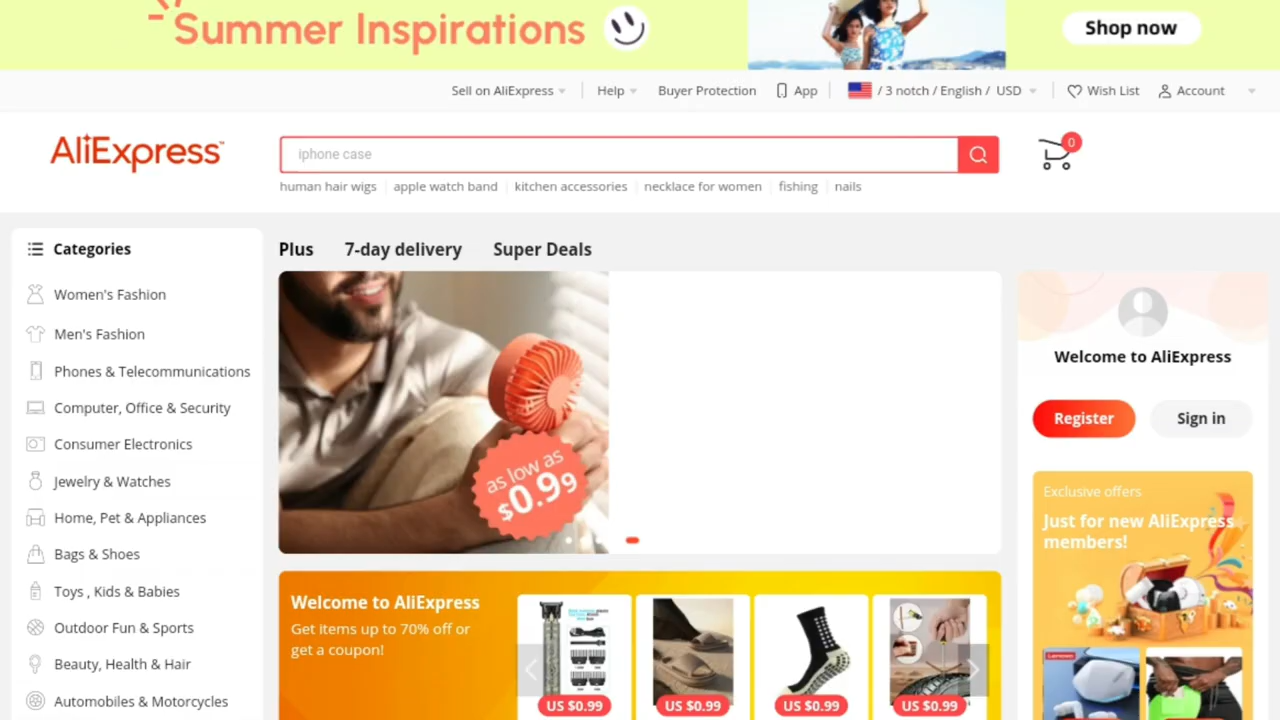 Summer Inspirations
Shop now
Sell on AliExpress
Help
Buyer Protection
App
/ 3 notch / English / USD
Wish List
Account
AliExpress
iphone case
0
human hair wigs
apple watch band
kitchen accessories
necklace for women
fishing
nails
Categories
Women's Fashion
Men's Fashion
Phones & Telecommunications
Computer, Office & Security
Consumer Electronics
Jewelry & Watches
Home, Pet & Appliances
Bags & Shoes
Toys , Kids & Babies
Outdoor Fun & Sports
Beauty, Health & Hair
Automobiles & Motorcycles
Plus
7-day delivery
Super Deals
as low as
$0.99
Welcome to AliExpress
Get items up to 70% off or
get a coupon!
US $0.99
US $0.99
US $0.99
US $0.99
Welcome to AliExpress
Register
Sign in
Exclusive offers
Just for new AliExpress
members!
Lenovo